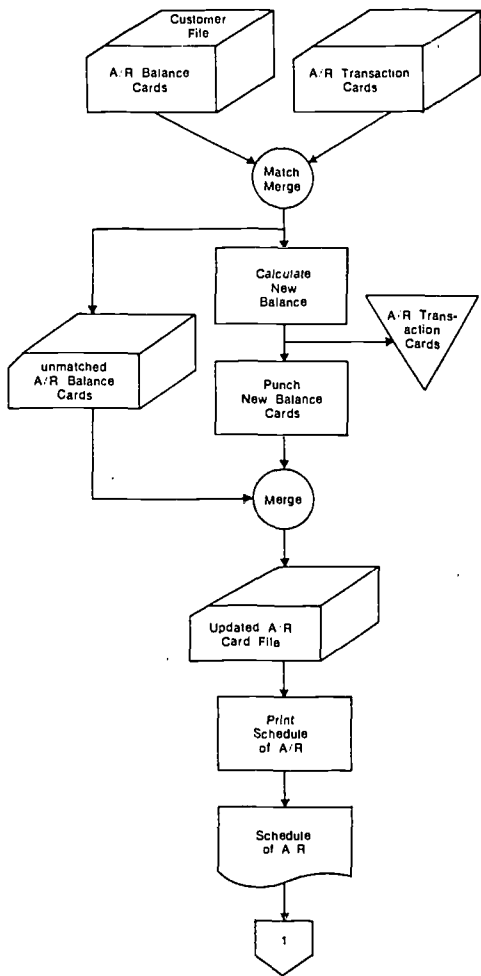 Customer
File
A/R Balance
Cards
A/R Transaction
Cards
Match
Merge
Calculate
New
Balance
A/R Trans-
action
Cards
unmatched
A/R Balance
Cards
Punch
New Balance
Cards
Merge
Updated A/R
Card File
Print
Schedule
of A/R
Schedule
of A R
1